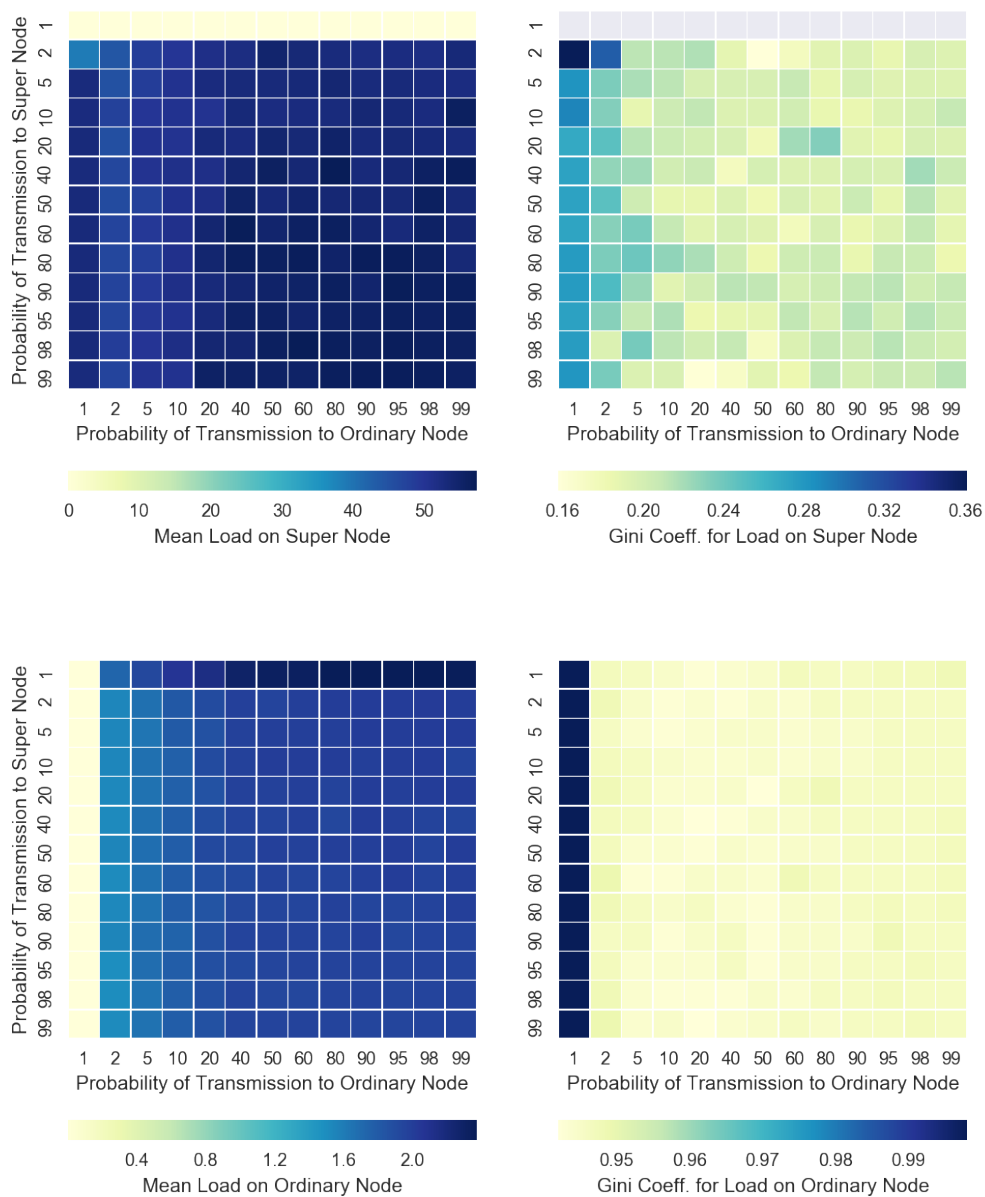 Probability of Transmission to Super Node
1
2
5
10
20
40
50
60
80
90
95
98
99
1 2 5 10 20 40 50 60 80 90 95 98 99
Probability of Transmission to Ordinary Node
0 10 20 30 40 50
Mean Load on Super Node
1
2
5
10
20
40
50
60
80
90
95
98
99
1 2 5 10 20 40 50 60 80 90 95 98 99
Probability of Transmission to Ordinary Node
0.16 0.20 0.24 0.28 0.32 0.36
Gini Coeff. for Load on Super Node
Probability of Transmission to Super Node
1
2
5
10
20
40
50
60
80
90
95
98
99
1 2 5 10 20 40 50 60 80 90 95 98 99
Probability of Transmission to Ordinary Node
0.4 0.8 1.2 1.6 2.0
Mean Load on Ordinary Node
1
2
5
10
20
40
50
60
80
90
95
98
99
1 2 5 10 20 40 50 60 80 90 95 98 99
Probability of Transmission to Ordinary Node
0.95 0.96 0.97 0.98 0.99
Gini Coeff. for Load on Ordinary Node